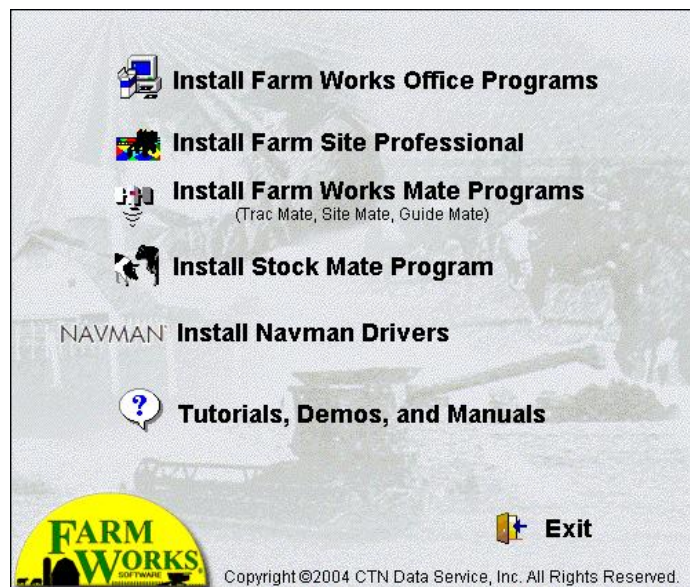 Install Farm Works Office Programs
Install Farm Site Professional
Install Farm Works Mate Programs
(Trac Mate, Site Mate, Guide Mate)
Install Stock Mate Program
NAVMAN Install Navman Drivers
? Tutorials, Demos, and Manuals
Exit
FARM
WORKS
SOFTWARE
Copyright ©2004 CTN Data Service, Inc. All Rights Reserved